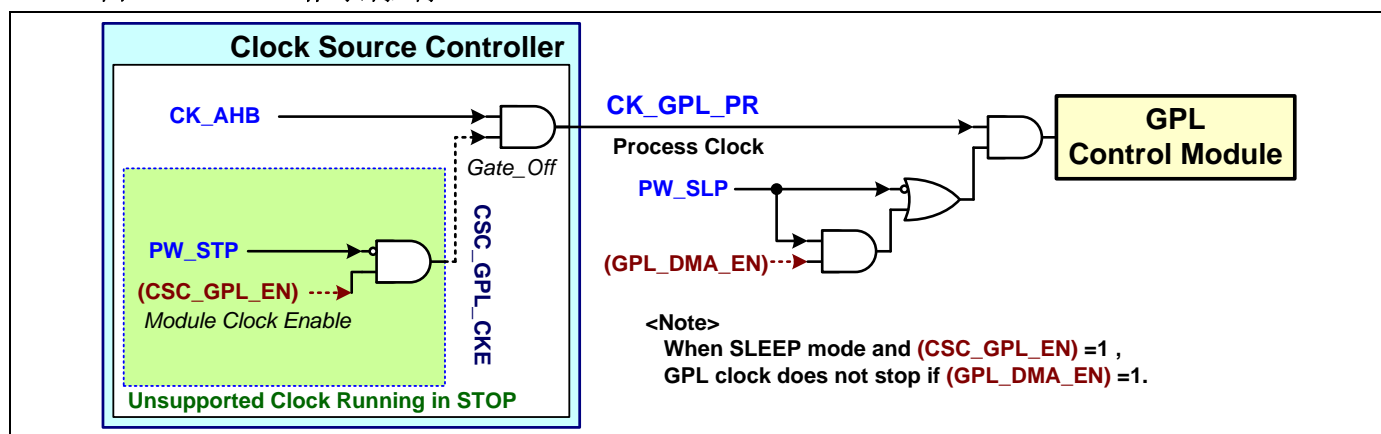 Clock Source Controller
CK_AHB
Gate_Off
PW_STP
(CSC_GPL_EN)
Module Clock Enable
CSC_GPL_CKE
Unsupported Clock Running in STOP
CK_GPL_PR
Process Clock
PW_SLP
(GPL_DMA_EN)
GPL
Control Module
<Note>
When SLEEP mode and (CSC_GPL_EN) =1 ,
GPL clock does not stop if (GPL_DMA_EN) =1.